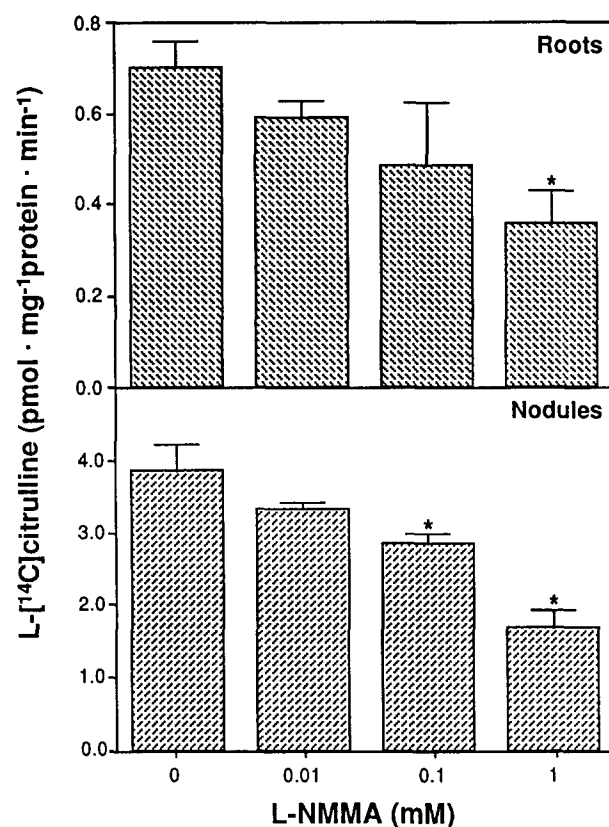 0.8
Roots
0.6
0.4
*
0.2
0.0
L-[¹⁴C]citrulline (pmol · mg⁻¹protein · min⁻¹)
Nodules
4.0
3.0
*
2.0
*
1.0
0.0
0 0.01 0.1 1
L-NMMA (mM)